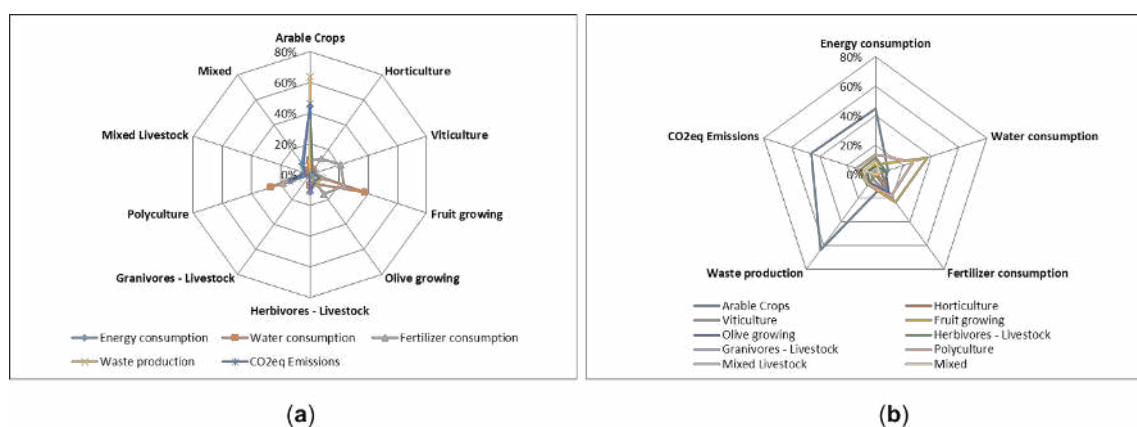 Arable Crops
80%
Mixed
Horticulture
60%
40%
Mixed Livestock
Viticulture
20%
0%
Polyculture
Fruit growing
Granivores - Livestock
Olive growing
Herbivores - Livestock
Energy consumption
Water consumption
Fertilizer consumption
Waste production
CO2eq Emissions
(a)
Energy consumption
80%
60%
40%
CO2eq Emissions
Water consumption
20%
0%
Waste production
Fertilizer consumption
Arable Crops
Horticulture
Viticulture
Fruit growing
Olive growing
Herbivores - Livestock
Granivores - Livestock
Polyculture
Mixed Livestock
Mixed
(b)